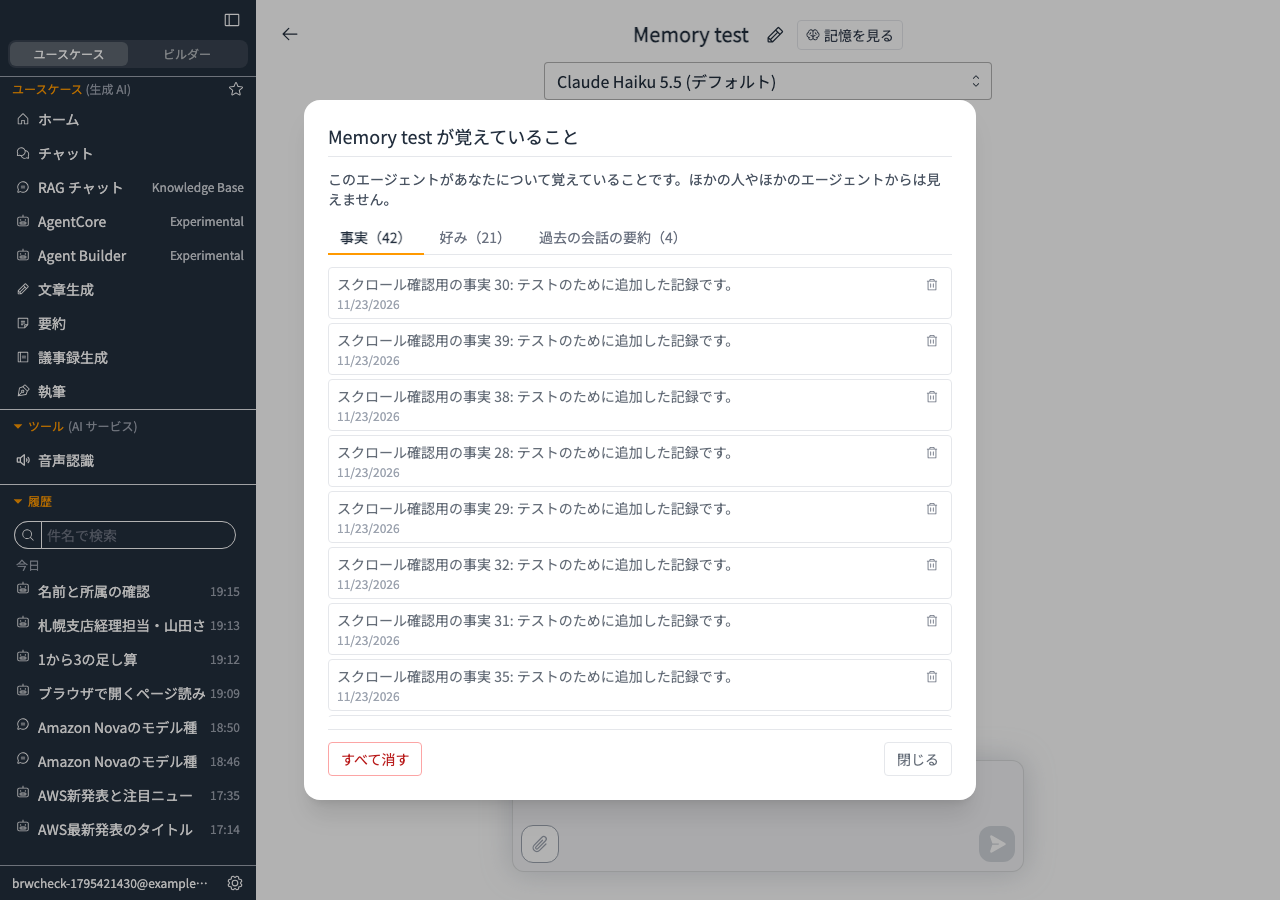 ユースケース
ビルダー
ユースケース (生成 AI)
ホーム
チャット
RAG チャット Knowledge Base
AgentCore Experimental
Agent Builder Experimental
文章生成
要約
議事録生成
執筆
ツール (AI サービス)
音声認識
履歴
件名で検索
今日
名前と所属の確認 19:15
札幌支店経理担当・山田さ 19:13
1から3の足し算 19:12
ブラウザで開くページ読み 19:09
Amazon Novaのモデル種 18:50
Amazon Novaのモデル種 18:46
AWS新発表と注目ニュー 17:35
AWS最新発表のタイトル 17:14
brwcheck-1795421430@example…
Memory test
記憶を見る
Claude Haiku 5.5 (デフォルト)
Memory test が覚えていること
このエージェントがあなたについて覚えていることです。ほかの人やほかのエージェントからは見
えません。
事実（42） 好み（21） 過去の会話の要約（4）
スクロール確認用の事実 30: テストのために追加した記録です。
11/23/2026
スクロール確認用の事実 39: テストのために追加した記録です。
11/23/2026
スクロール確認用の事実 38: テストのために追加した記録です。
11/23/2026
スクロール確認用の事実 28: テストのために追加した記録です。
11/23/2026
スクロール確認用の事実 29: テストのために追加した記録です。
11/23/2026
スクロール確認用の事実 32: テストのために追加した記録です。
11/23/2026
スクロール確認用の事実 31: テストのために追加した記録です。
11/23/2026
スクロール確認用の事実 35: テストのために追加した記録です。
11/23/2026
すべて消す
閉じる